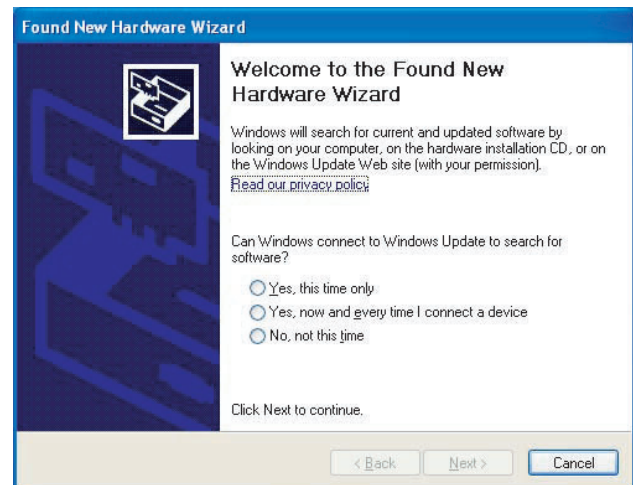 Found New Hardware Wizard
Welcome to the Found New
Hardware Wizard
Windows will search for current and updated software by
looking on your computer, on the hardware installation CD, or on
the Windows Update Web site (with your permission).
Read our privacy policy
Can Windows connect to Windows Update to search for
software?
Yes, this time only
Yes, now and every time I connect a device
No, not this time
Click Next to continue.
< Back Next > Cancel